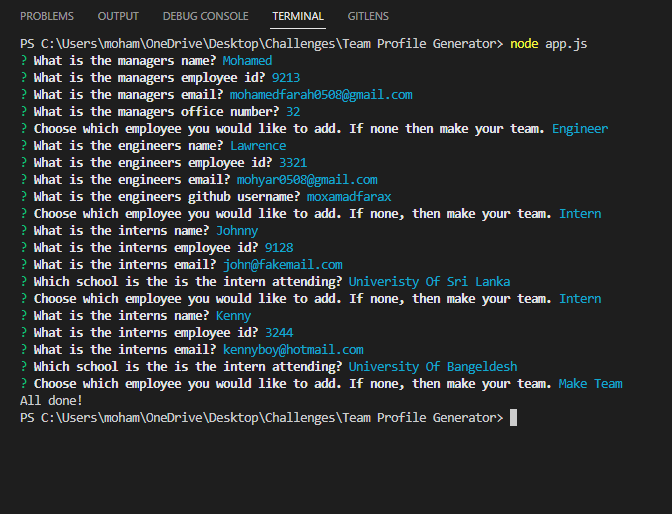 PROBLEMS OUTPUT DEBUG CONSOLE TERMINAL GITLENS
PS C:\Users\moham\OneDrive\Desktop\Challenges\Team Profile Generator> node app.js
? What is the managers name? Mohamed
? What is the managers employee id? 9213
? What is the managers email? mohamedfarah0508@gmail.com
? What is the managers office number? 32
? Choose which employee you would like to add. If none then make your team. Engineer
? What is the engineers name? Lawrence
? What is the engineers employee id? 3321
? What is the engineers email? mohyar0508@gmail.com
? What is the engineers github username? moxamadfarax
? Choose which employee you would like to add. If none, then make your team. Intern
? What is the interns name? Johnny
? What is the interns employee id? 9128
? What is the interns email? john@fakemail.com
? Which school is the is the intern attending? Univeristy Of Sri Lanka
? Choose which employee you would like to add. If none, then make your team. Intern
? What is the interns name? Kenny
? What is the interns employee id? 3244
? What is the interns email? kennyboy@hotmail.com
? Which school is the is the intern attending? University Of Bangeldesh
? Choose which employee you would like to add. If none, then make your team. Make Team
All done!
PS C:\Users\moham\OneDrive\Desktop\Challenges\Team Profile Generator>